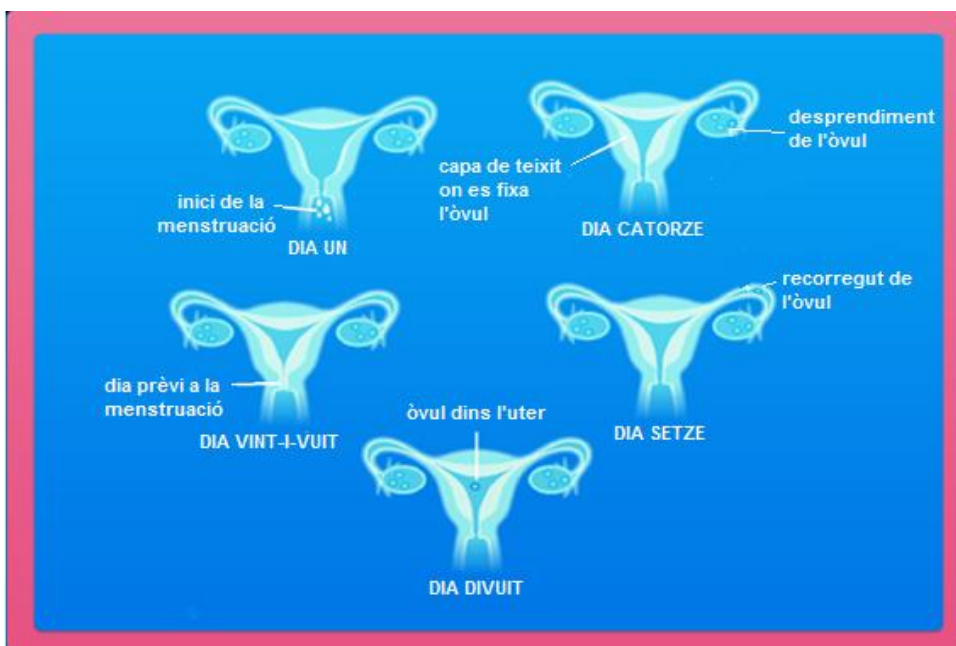 inici de la
menstruació
DIA UN
capa de teixit
on es fixa
l'òvul
desprendiment
de l'òvul
DIA CATORZE
dia prèvi a la
menstruació
DIA VINT-I-VUIT
recorregut de
l'òvul
DIA SETZE
òvul dins l'uter
DIA DIVUIT